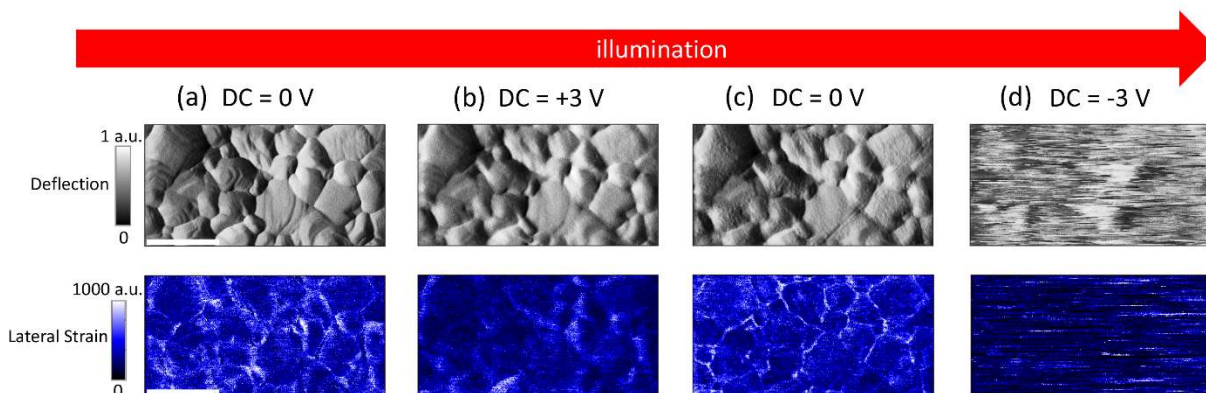 illumination
(a) DC = 0 V
(b) DC = +3 V
(c) DC = 0 V
(d) DC = -3 V
1 a.u.
Deflection
0
1000 a.u.
Lateral Strain
0